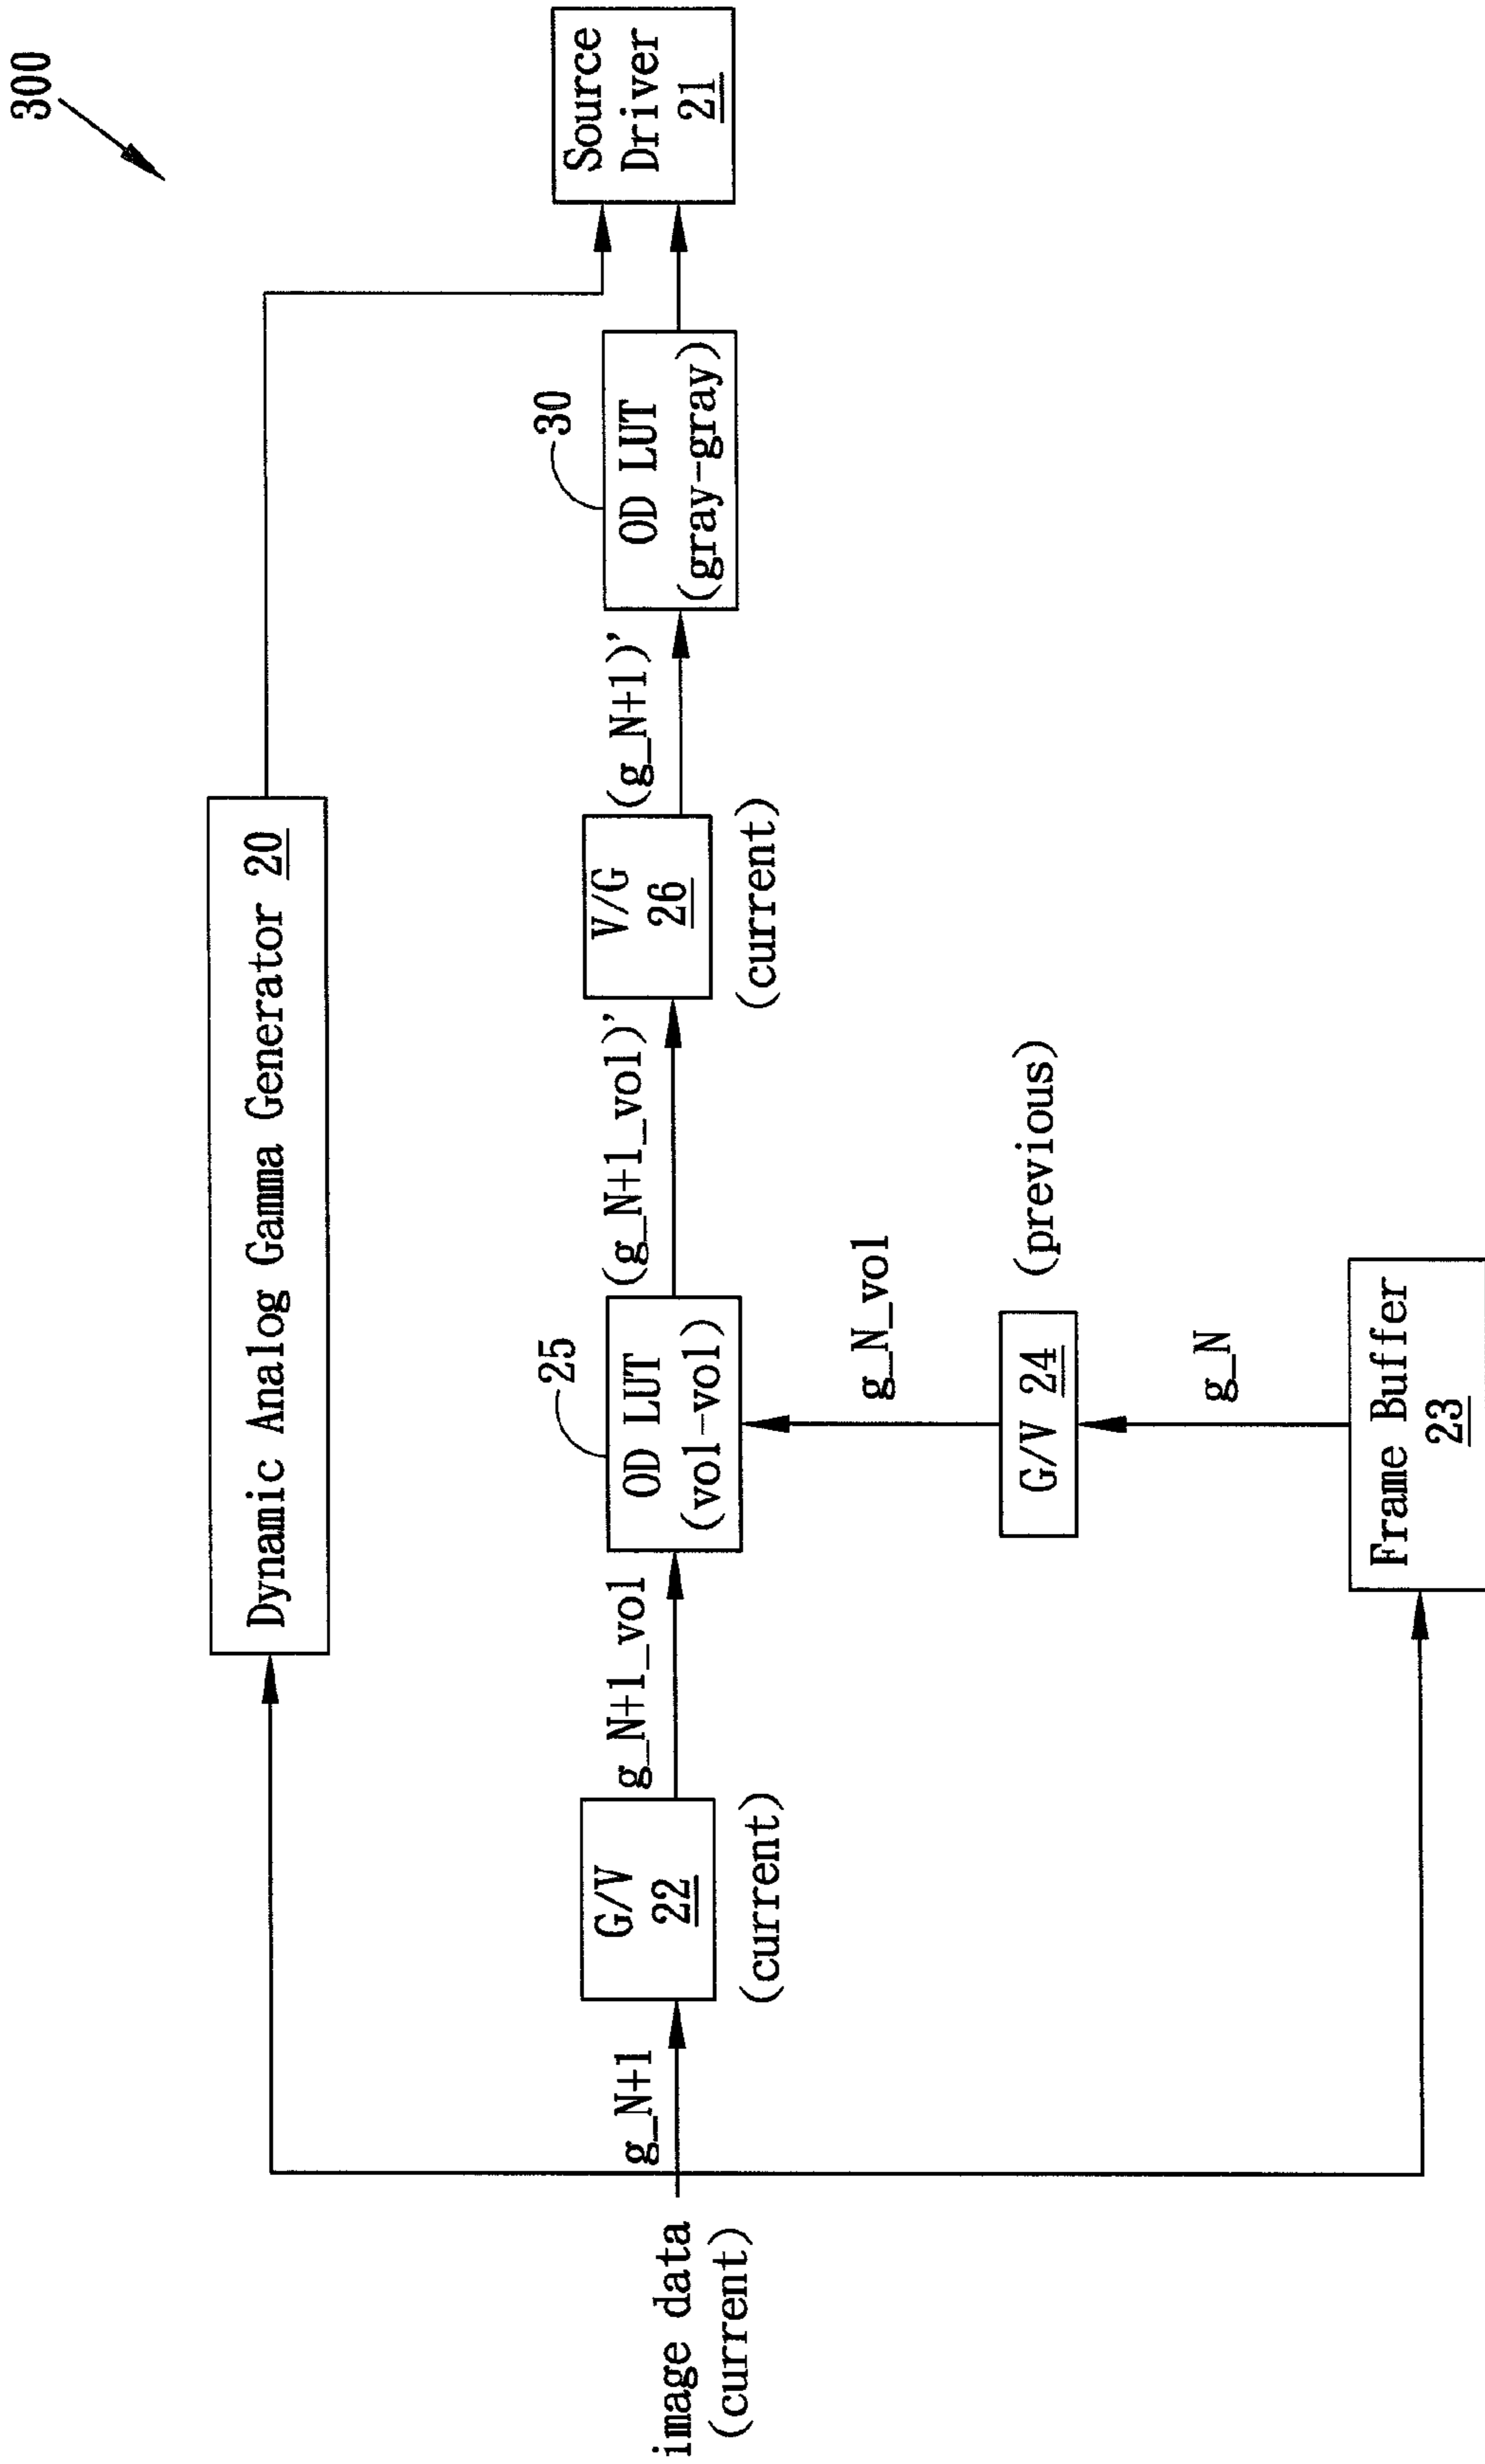 300
Dynamic Analog Gamma Generator 20
Source
Driver
21
image data
(current)
g_N+1
G/V
22
(current)
g_N+1_vol
25
OD LUT
(vol-vol)
(g_N+1_vol)'
V/G
26
(current)
(g_N+1)'
30
OD LUT
(gray-gray)
g_N_vol
G/V 24
(previous)
g_N
Frame Buffer
23